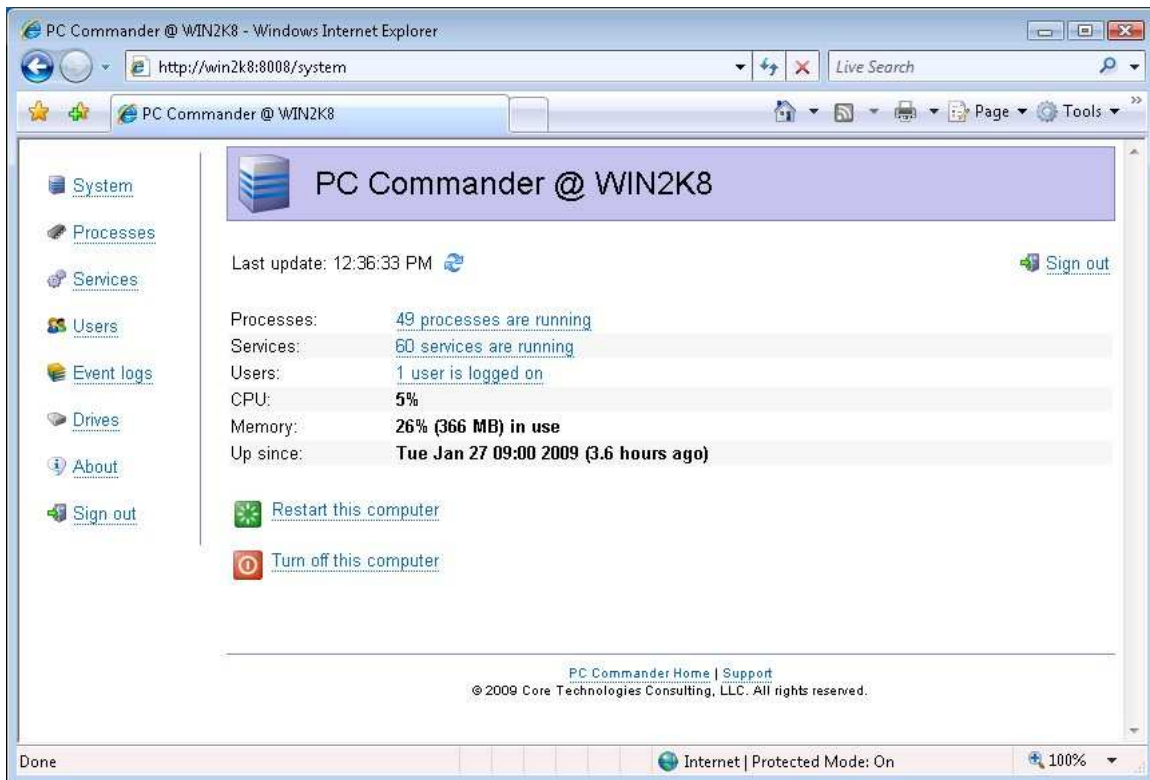 PC Commander @ WIN2K8 - Windows Internet Explorer
http://win2k8:8008/system
Live Search
PC Commander @ WIN2K8
Page
Tools
System
Processes
Services
Users
Event logs
Drives
About
Sign out
PC Commander @ WIN2K8
Last update: 12:36:33 PM
Sign out
Processes: 49 processes are running
Services: 60 services are running
Users: 1 user is logged on
CPU: 5%
Memory: 26% (366 MB) in use
Up since: Tue Jan 27 09:00 2009 (3.6 hours ago)
Restart this computer
Turn off this computer
PC Commander Home | Support
© 2009 Core Technologies Consulting, LLC. All rights reserved.
Done
Internet | Protected Mode: On
100%